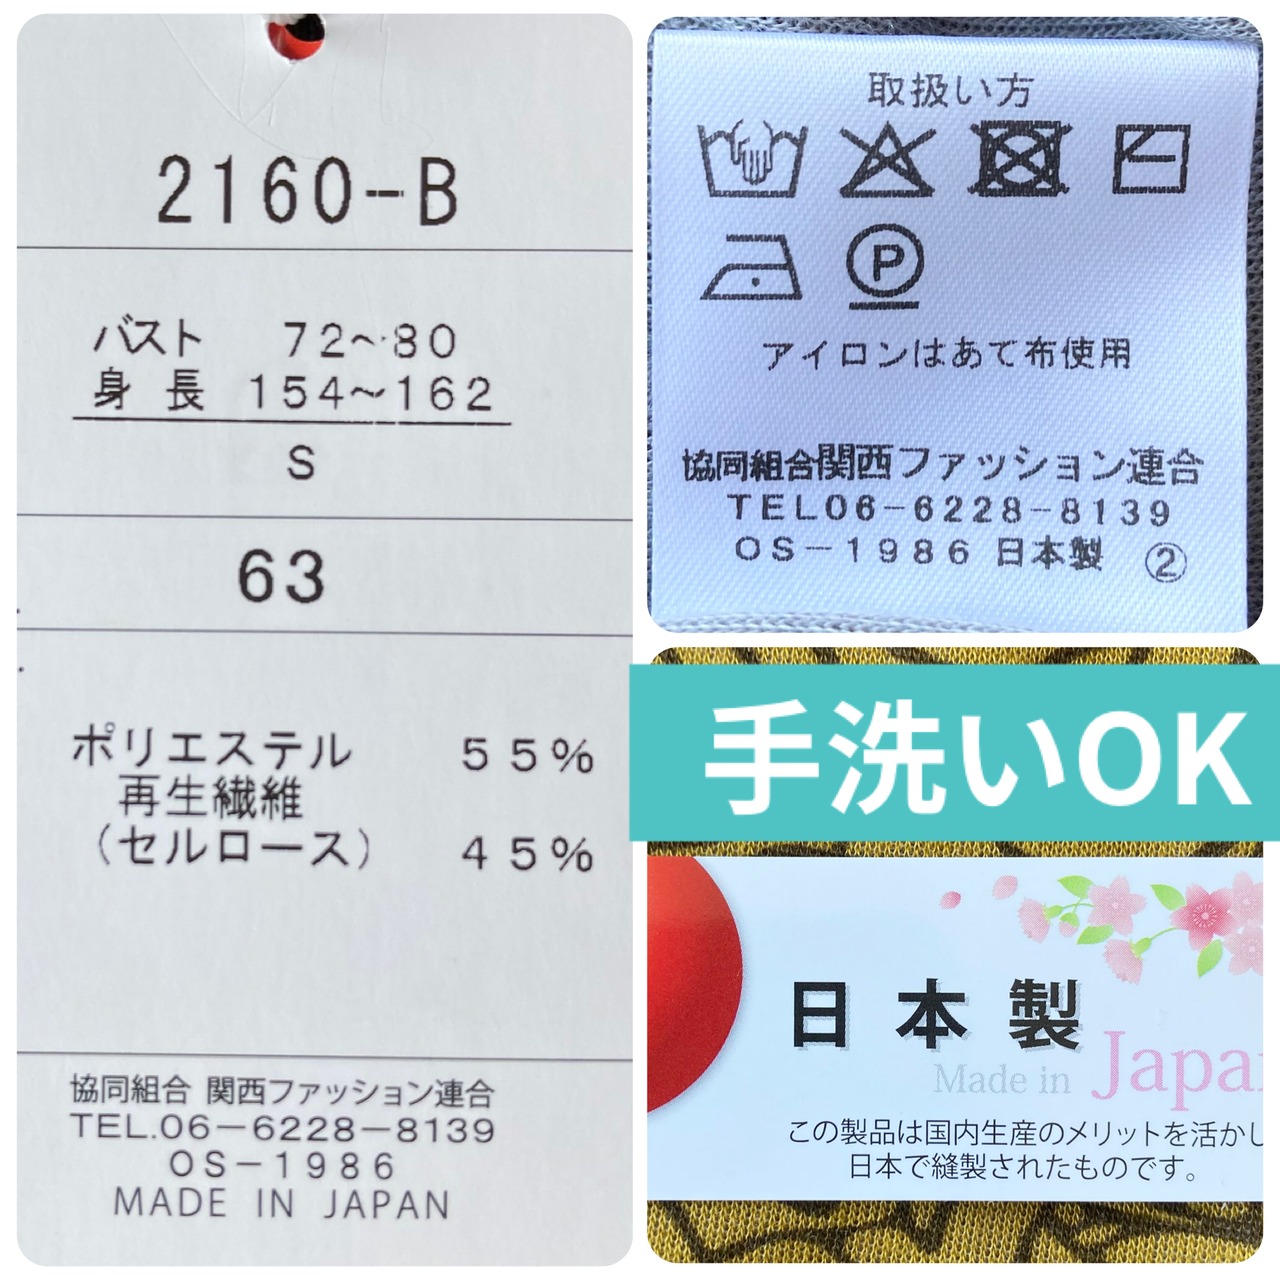 2160-B
バスト 72~80
身長 154~162
S
63
ポリエステル 55%
再生繊維
(セルロース) 45%
協同組合 関西ファッション連合
TEL.06-6228-8139
OS-1986
MADE IN JAPAN
取扱い方
P
アイロンはあて布使用
協同組合関西ファッション連合
TEL06-6228-8139
OS-1986 日本製 ②
手洗いOK
日本製
Made in Japa
この製品は国内生産のメリットを活かし
日本で縫製されたものです。